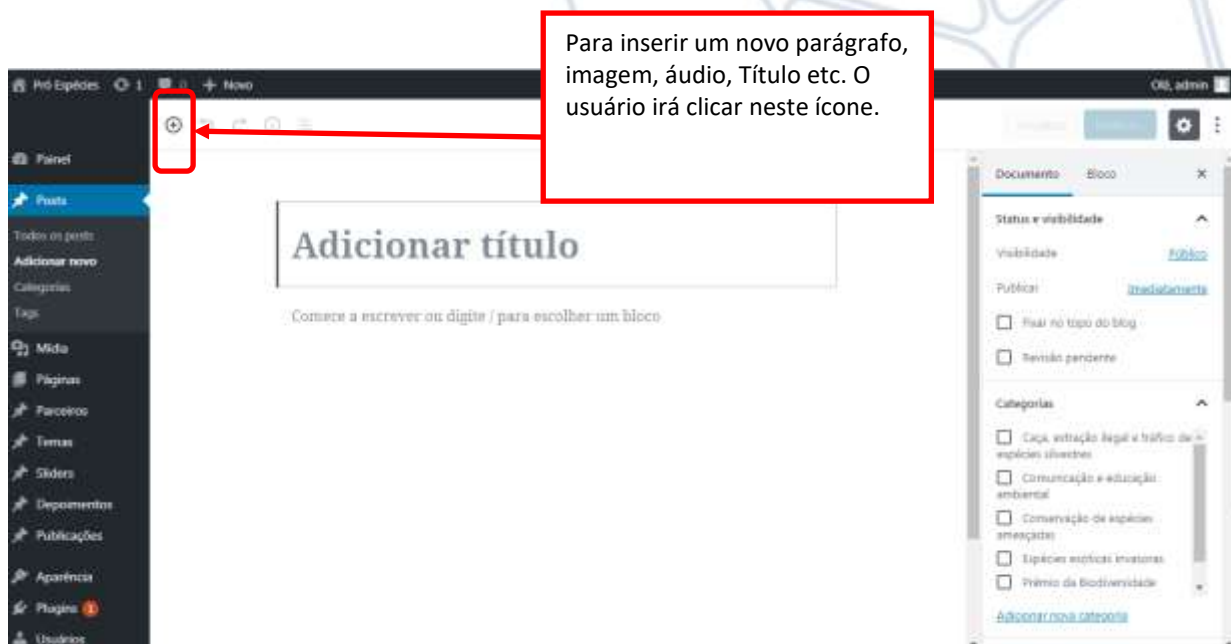 Para inserir um novo parágrafo,
imagem, áudio, Título etc. O
usuário irá clicar neste ícone.
Pró-Espécies 1 0 + Novo
Olá, admin
Painel
Posts
Todos os posts
Adicionar novo
Categorias
Tags
Mídia
Páginas
Parceiros
Temas
Sliders
Depoimentos
Publicações
Aparência
Plugins 1
Usuários
Adicionar título
Comece a escrever ou digite / para escolher um bloco
Documento Bloco ×
Status e visibilidade
Visibilidade Público
Publicar Imediatamente
Fixar no topo do blog
Revisão pendente
Categorias
Caça, extração ilegal e tráfico de
espécies silvestres
Comunicação e educação
ambiental
Conservação de espécies
ameaçadas
Espécies exóticas invasoras
Prêmio da Biodiversidade
Adicionar nova categoria